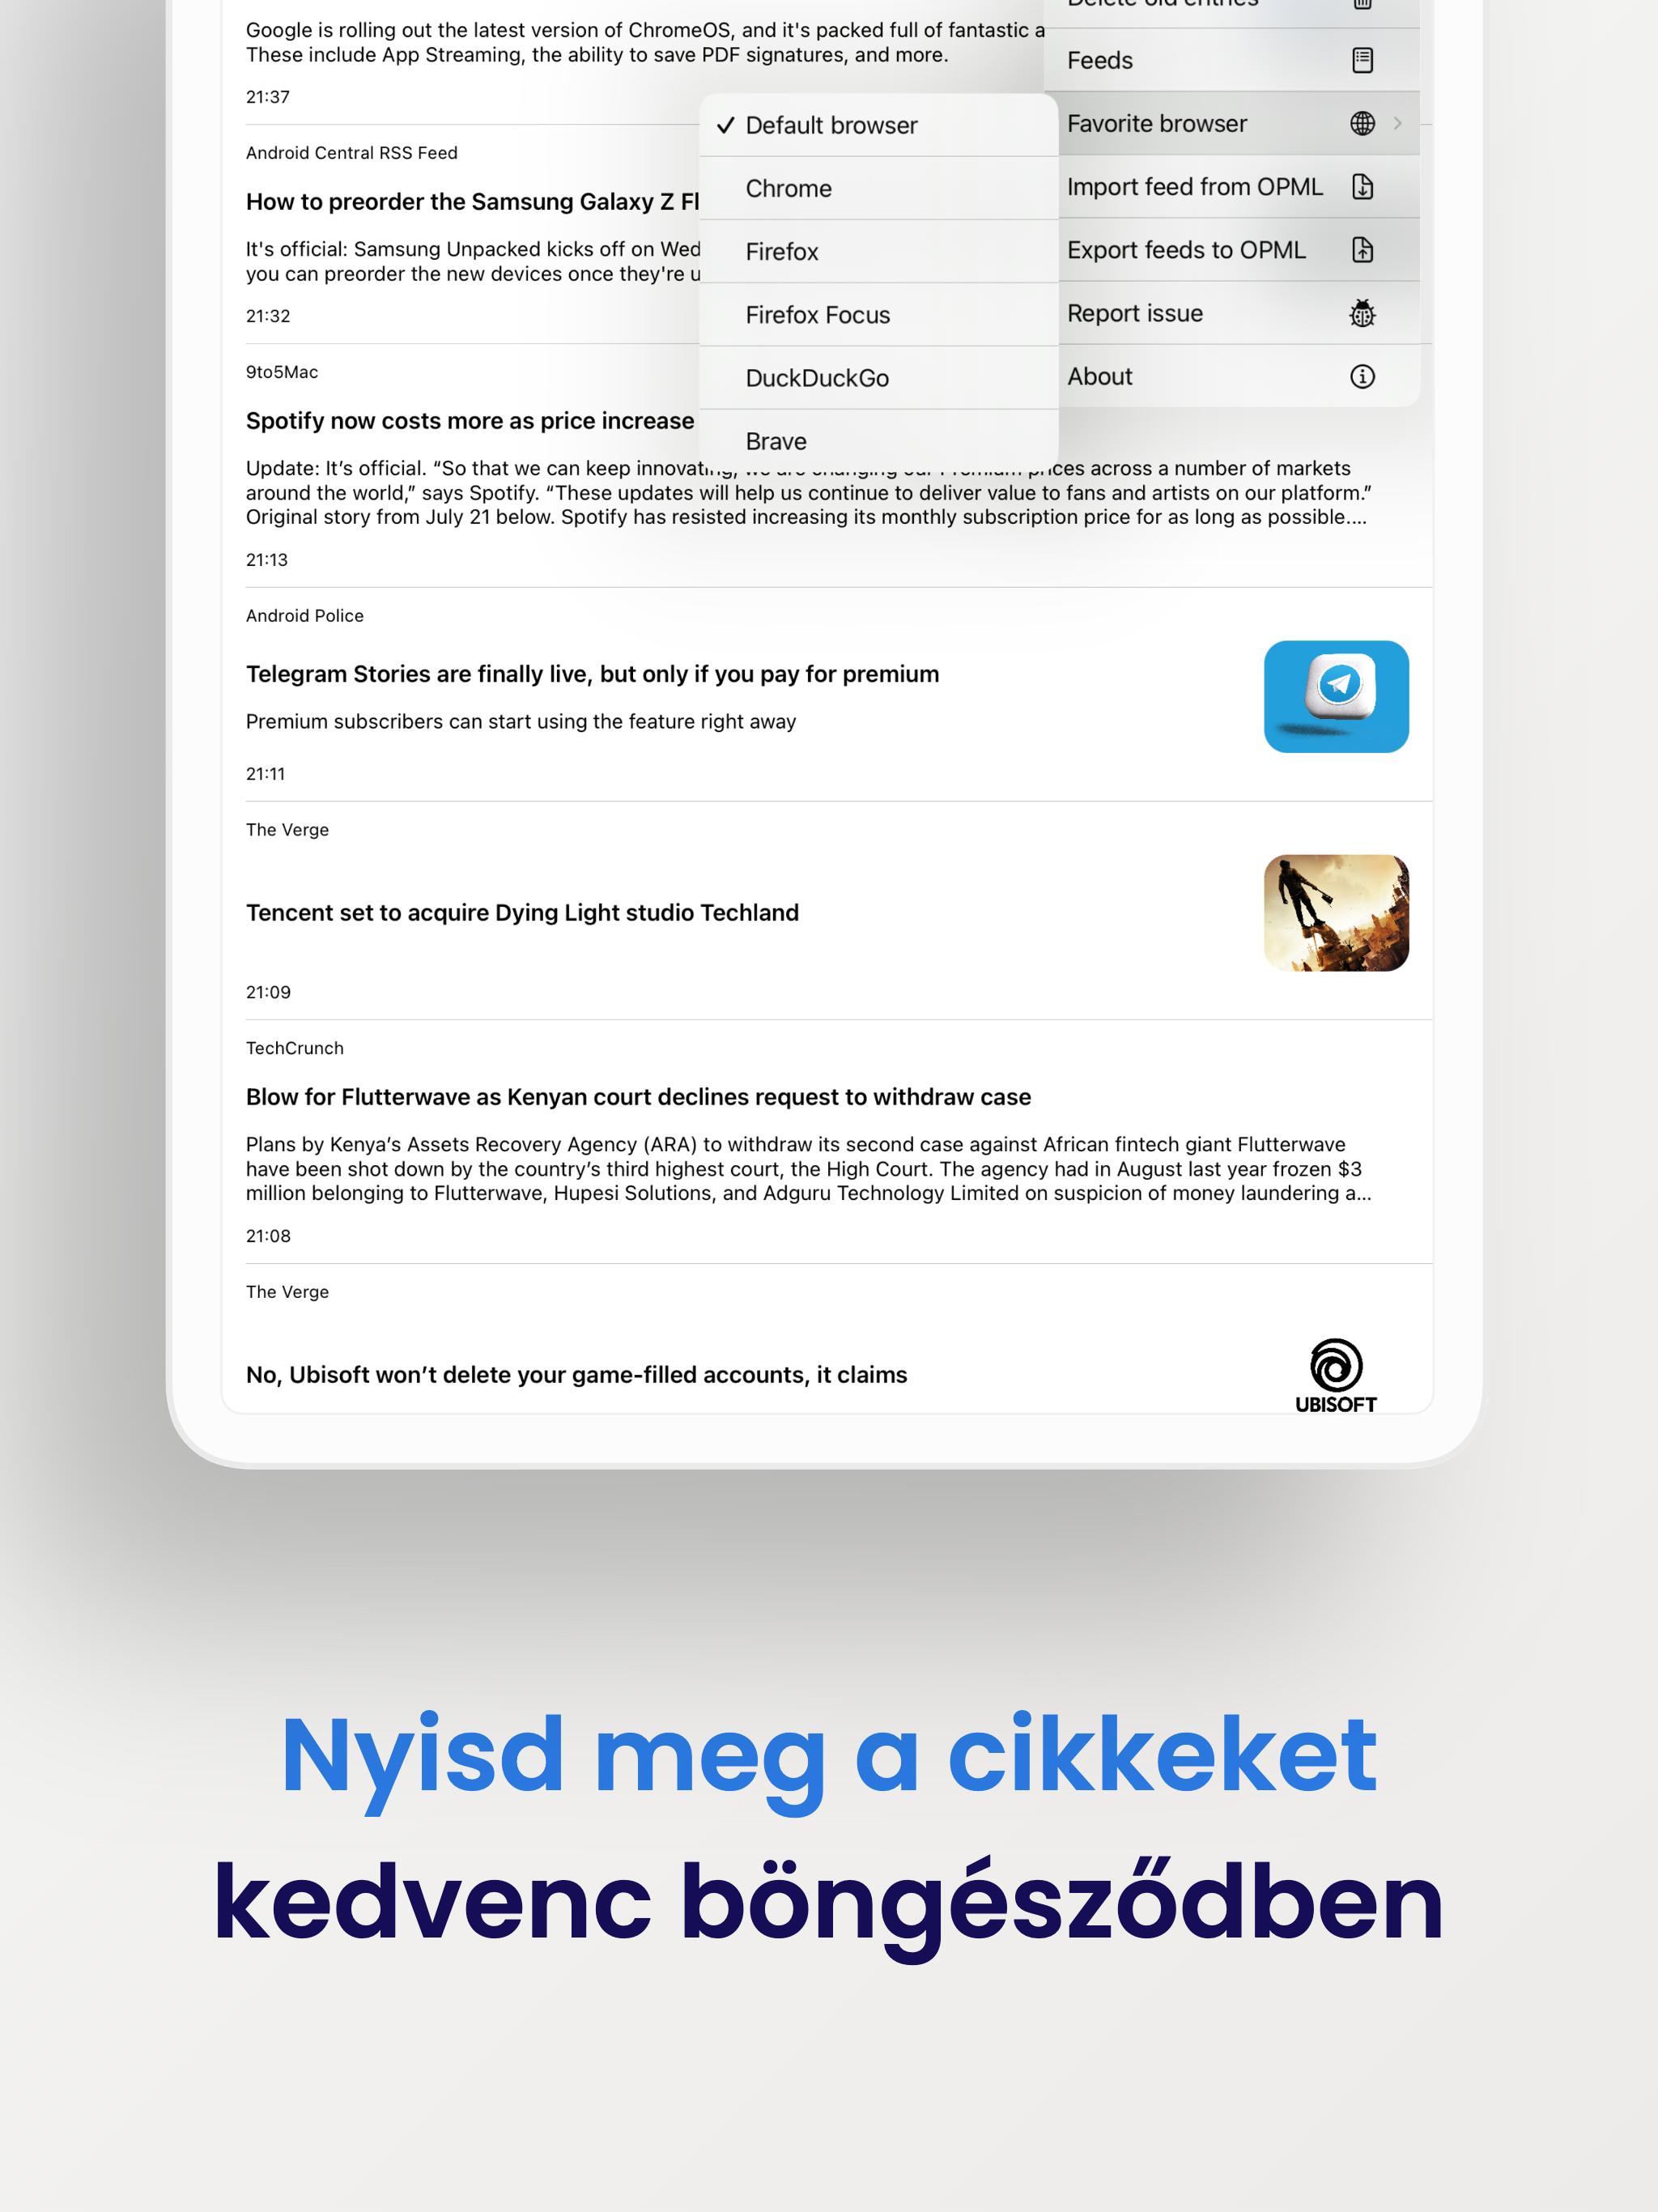 Google is rolling out the latest version of ChromeOS, and it's packed full of fantastic a
These include App Streaming, the ability to save PDF signatures, and more.
21:37
Delete old entries
Feeds
Favorite browser
Import feed from OPML
Export feeds to OPML
Report issue
About
✓ Default browser
Chrome
Firefox
Firefox Focus
DuckDuckGo
Brave
Android Central RSS Feed
How to preorder the Samsung Galaxy Z Fl
It's official: Samsung Unpacked kicks off on Wed
you can preorder the new devices once they're u
21:32
9to5Mac
Spotify now costs more as price increase
Update: It’s official. “So that we can keep innovating, we are changing our Premium prices across a number of markets
around the world,” says Spotify. “These updates will help us continue to deliver value to fans and artists on our platform.”
Original story from July 21 below. Spotify has resisted increasing its monthly subscription price for as long as possible....
21:13
Android Police
Telegram Stories are finally live, but only if you pay for premium
Premium subscribers can start using the feature right away
21:11
The Verge
Tencent set to acquire Dying Light studio Techland
21:09
TechCrunch
Blow for Flutterwave as Kenyan court declines request to withdraw case
Plans by Kenya’s Assets Recovery Agency (ARA) to withdraw its second case against African fintech giant Flutterwave
have been shot down by the country’s third highest court, the High Court. The agency had in August last year frozen $3
million belonging to Flutterwave, Hupesi Solutions, and Adguru Technology Limited on suspicion of money laundering a...
21:08
The Verge
No, Ubisoft won’t delete your game-filled accounts, it claims
UBISOFT
Nyisd meg a cikkeket
kedvenc böngésződben